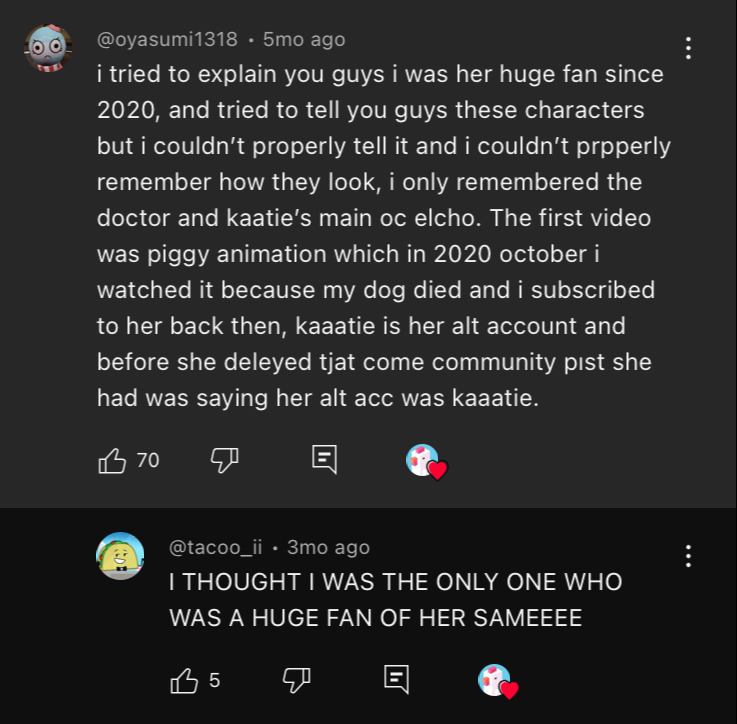 @oyasumi1318 • 5mo ago
i tried to explain you guys i was her huge fan since
2020, and tried to tell you guys these characters
but i couldn't properly tell it and i couldn't prpperly
remember how they look, i only remembered the
doctor and kaatie's main oc elcho. The first video
was piggy animation which in 2020 october i
watched it because my dog died and i subscribed
to her back then, kaaatie is her alt account and
before she deleyed tjat come community pıst she
had was saying her alt acc was kaaatie.
70
@tacoo_ii • 3mo ago
I THOUGHT I WAS THE ONLY ONE WHO
WAS A HUGE FAN OF HER SAMEEEE
5